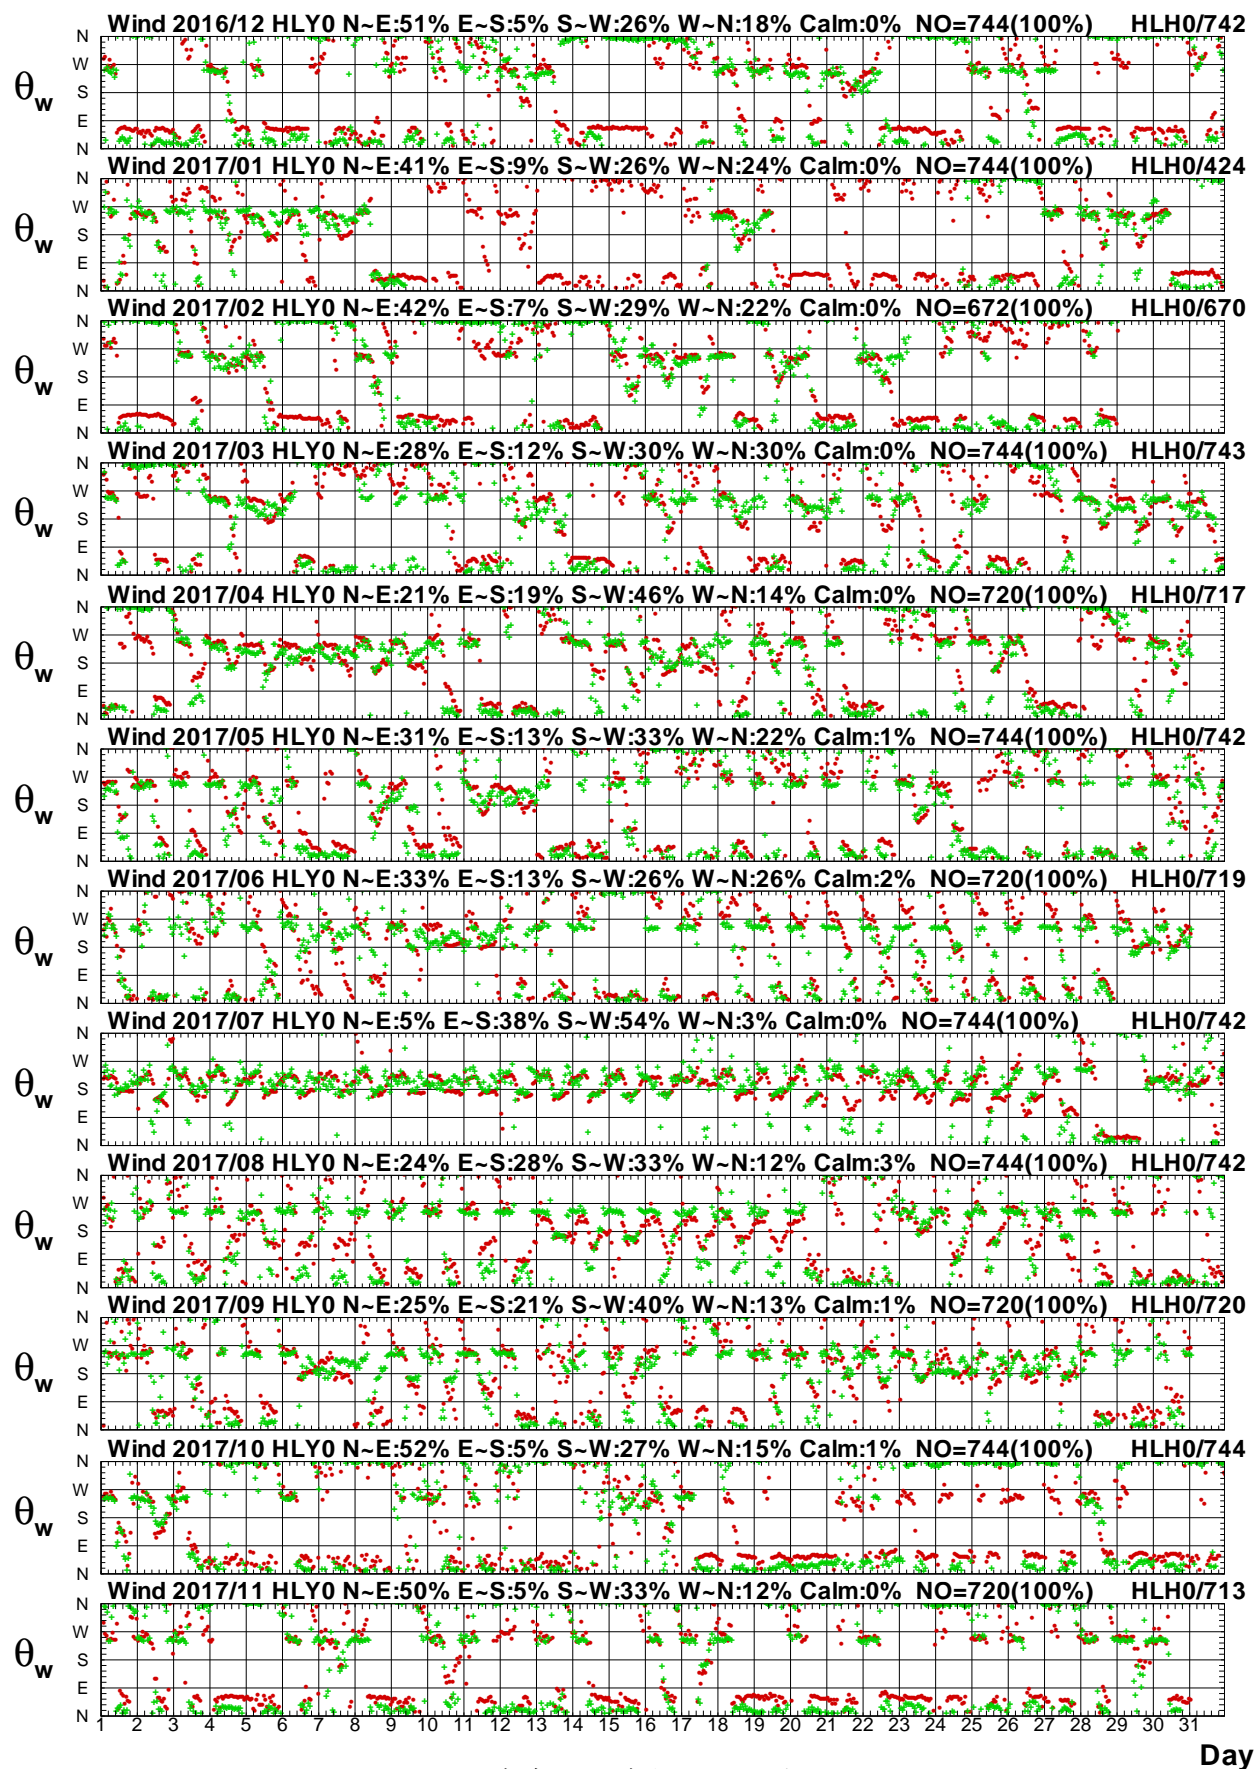 Wind 2016/12 HLY0 N~E:51% E~S:5% S~W:26% W~N:18% Calm:0% NO=744(100%) HLH0/742
N
W
θw
S
E
N
Wind 2017/01 HLY0 N~E:41% E~S:9% S~W:26% W~N:24% Calm:0% NO=744(100%) HLH0/424
N
W
θw
S
E
N
Wind 2017/02 HLY0 N~E:42% E~S:7% S~W:29% W~N:22% Calm:0% NO=672(100%) HLH0/670
N
W
θw
S
E
N
Wind 2017/03 HLY0 N~E:28% E~S:12% S~W:30% W~N:30% Calm:0% NO=744(100%) HLH0/743
N
W
θw
S
E
N
Wind 2017/04 HLY0 N~E:21% E~S:19% S~W:46% W~N:14% Calm:0% NO=720(100%) HLH0/717
N
W
θw
S
E
N
Wind 2017/05 HLY0 N~E:31% E~S:13% S~W:33% W~N:22% Calm:1% NO=744(100%) HLH0/742
N
W
θw
S
E
N
Wind 2017/06 HLY0 N~E:33% E~S:13% S~W:26% W~N:26% Calm:2% NO=720(100%) HLH0/719
N
W
θw
S
E
N
Wind 2017/07 HLY0 N~E:5% E~S:38% S~W:54% W~N:3% Calm:0% NO=744(100%) HLH0/742
N
W
θw
S
E
N
Wind 2017/08 HLY0 N~E:24% E~S:28% S~W:33% W~N:12% Calm:3% NO=744(100%) HLH0/742
N
W
θw
S
E
N
Wind 2017/09 HLY0 N~E:25% E~S:21% S~W:40% W~N:13% Calm:1% NO=720(100%) HLH0/720
N
W
θw
S
E
N
Wind 2017/10 HLY0 N~E:52% E~S:5% S~W:27% W~N:15% Calm:1% NO=744(100%) HLH0/744
N
W
θw
S
E
N
Wind 2017/11 HLY0 N~E:50% E~S:5% S~W:33% W~N:12% Calm:0% NO=720(100%) HLH0/713
N
W
θw
S
E
N
1 2 3 4 5 6 7 8 9 10 11 12 13 14 15 16 17 18 19 20 21 22 23 24 25 26 27 28 29 30 31
Day